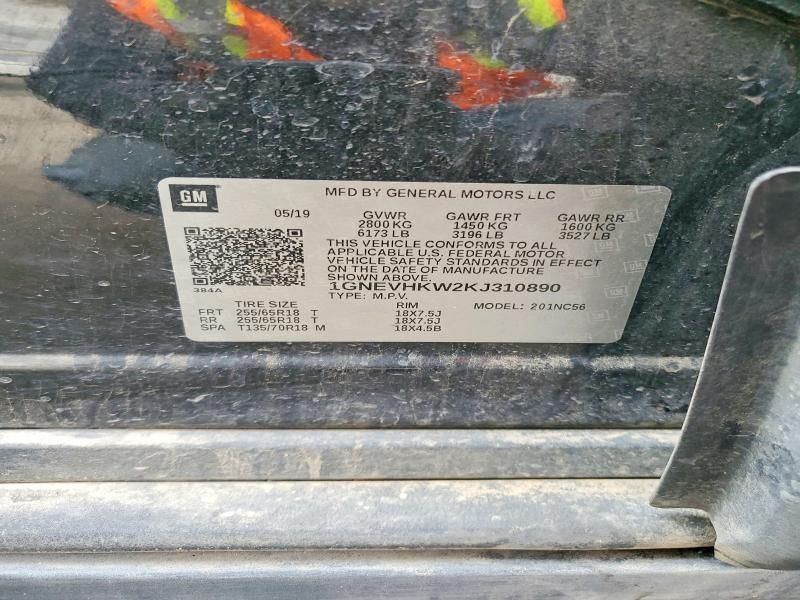 GM
MFD BY GENERAL MOTORS LLC
05/19 GVWR GAWR FRT GAWR RR
2800 KG 1450 KG 1600 KG
6173 LB 3196 LB 3527 LB
THIS VEHICLE CONFORMS TO ALL
APPLICABLE U.S. FEDERAL MOTOR
VEHICLE SAFETY STANDARDS IN EFFECT
ON THE DATE OF MANUFACTURE
SHOWN ABOVE.
384A
1GNEVHKW2KJ310890
TYPE: M.P.V. MODEL: 201NC56
TIRE SIZE RIM
FRT 255/65R18 T 18X7.5J
RR 255/65R18 T 18X7.5J
SPA T135/70R18 M 18X4.5B